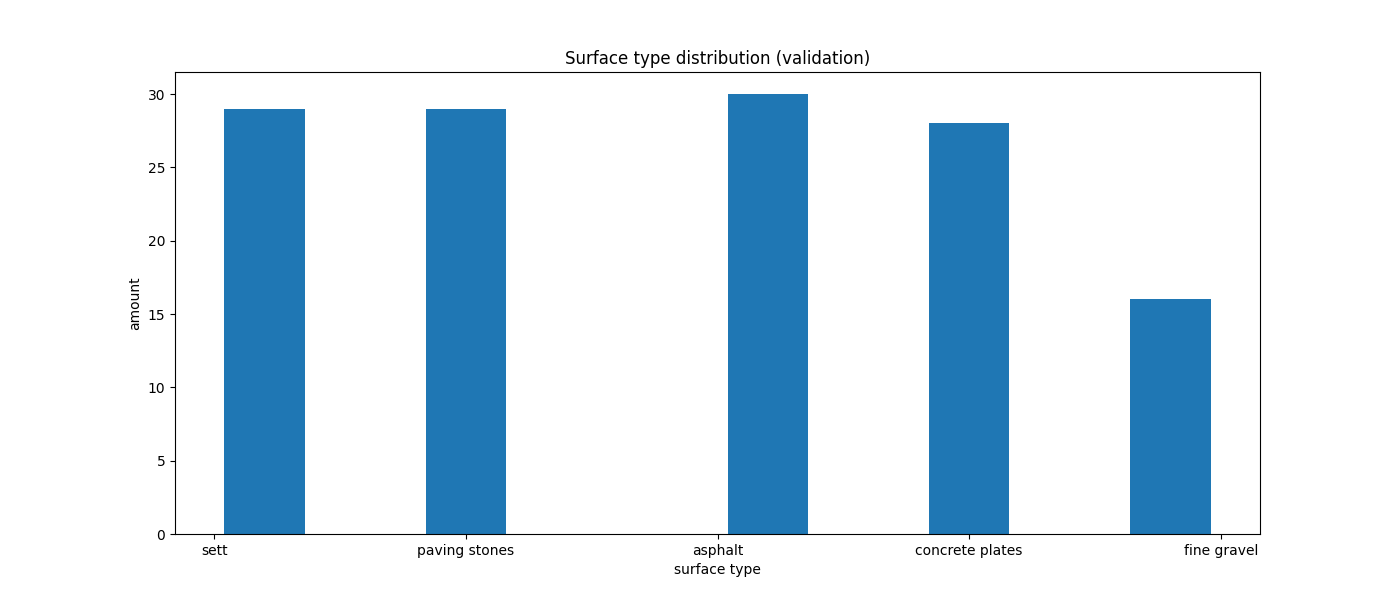 Surface type distribution (validation)
30
25
20
15
10
5
0
amount
sett
paving stones
asphalt
concrete plates
fine gravel
surface type